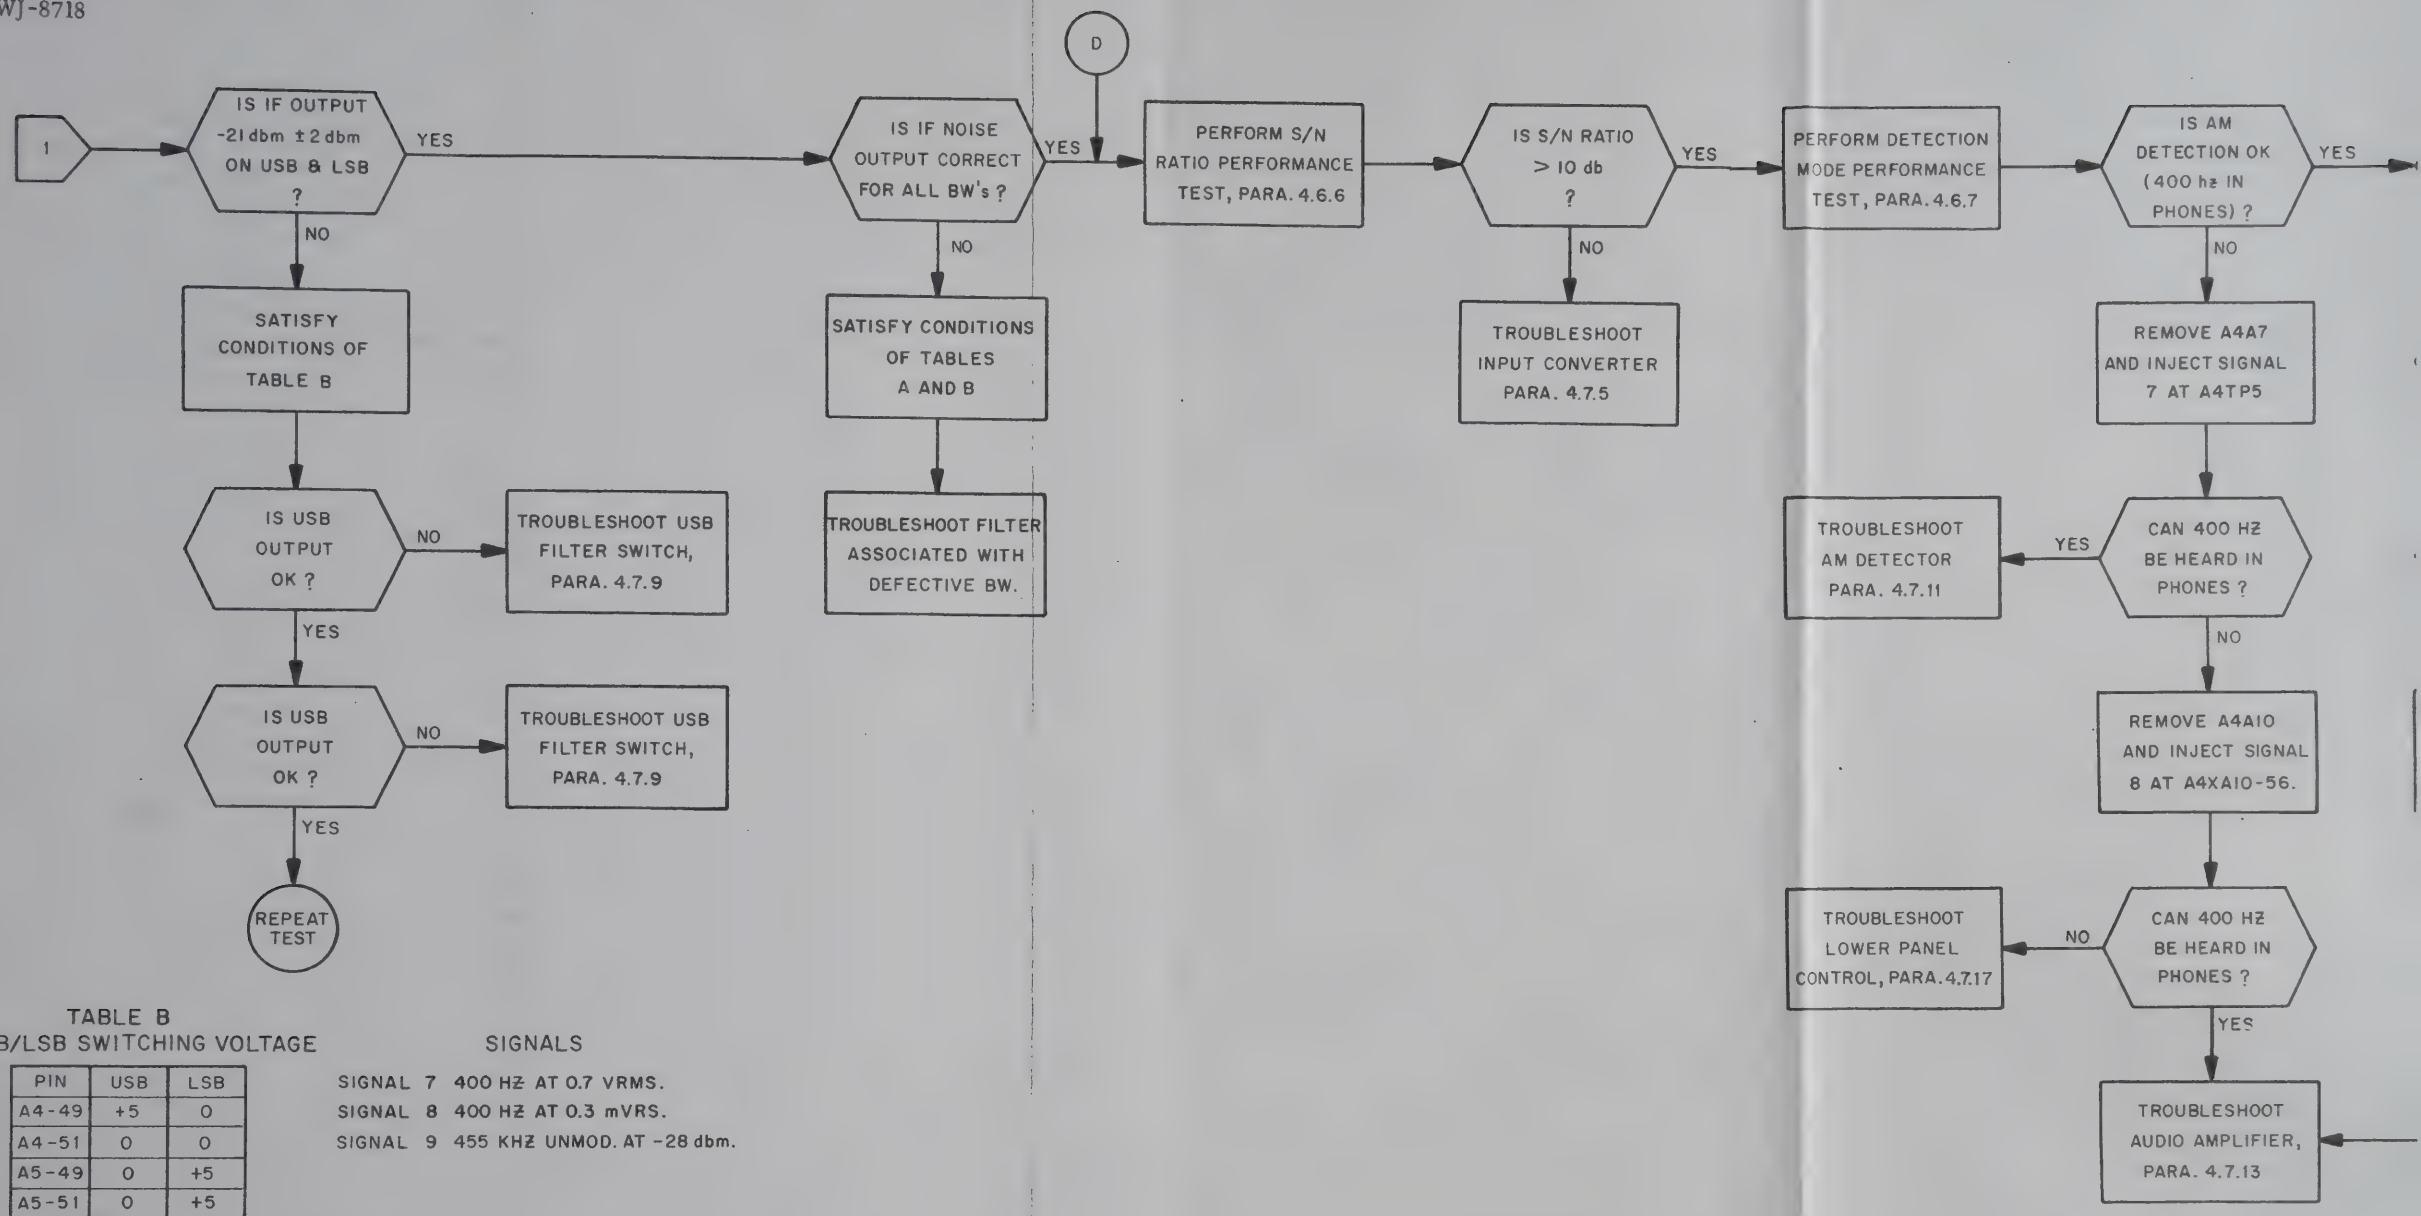 WJ-8718
D
1
IS IF OUTPUT
-21 dbm ±2 dbm
ON USB & LSB
?
YES
NO
SATISFY
CONDITIONS OF
TABLE B
IS USB
OUTPUT
OK ?
NO
TROUBLESHOOT USB
FILTER SWITCH,
PARA. 4.7.9
YES
IS USB
OUTPUT
OK ?
NO
TROUBLESHOOT USB
FILTER SWITCH,
PARA. 4.7.9
YES
REPEAT
TEST
IS IF NOISE
OUTPUT CORRECT
FOR ALL BW's ?
YES
NO
SATISFY CONDITIONS
OF TABLES
A AND B
TROUBLESHOOT FILTER
ASSOCIATED WITH
DEFECTIVE BW.
PERFORM S/N
RATIO PERFORMANCE
TEST, PARA. 4.6.6
IS S/N RATIO
> 10 db
?
YES
NO
TROUBLESHOOT
INPUT CONVERTER
PARA. 4.7.5
PERFORM DETECTION
MODE PERFORMANCE
TEST, PARA. 4.6.7
IS AM
DETECTION OK
(400 hz IN
PHONES) ?
YES
NO
REMOVE A4A7
AND INJECT SIGNAL
7 AT A4TP5
CAN 400 HZ
BE HEARD IN
PHONES ?
YES
TROUBLESHOOT
AM DETECTOR
PARA. 4.7.11
NO
REMOVE A4A10
AND INJECT SIGNAL
8 AT A4XA10-56.
CAN 400 HZ
BE HEARD IN
PHONES ?
NO
TROUBLESHOOT
LOWER PANEL
CONTROL, PARA. 4.7.17
YES
TROUBLESHOOT
AUDIO AMPLIFIER,
PARA. 4.7.13
TABLE B
B/LSB SWITCHING VOLTAGE
PIN USB LSB
A4-49 +5 0
A4-51 0 0
A5-49 0 +5
A5-51 0 +5
SIGNALS
SIGNAL 7 400 HZ AT 0.7 VRMS.
SIGNAL 8 400 HZ AT 0.3 mVRS.
SIGNAL 9 455 KHZ UNMOD. AT -28 dbm.